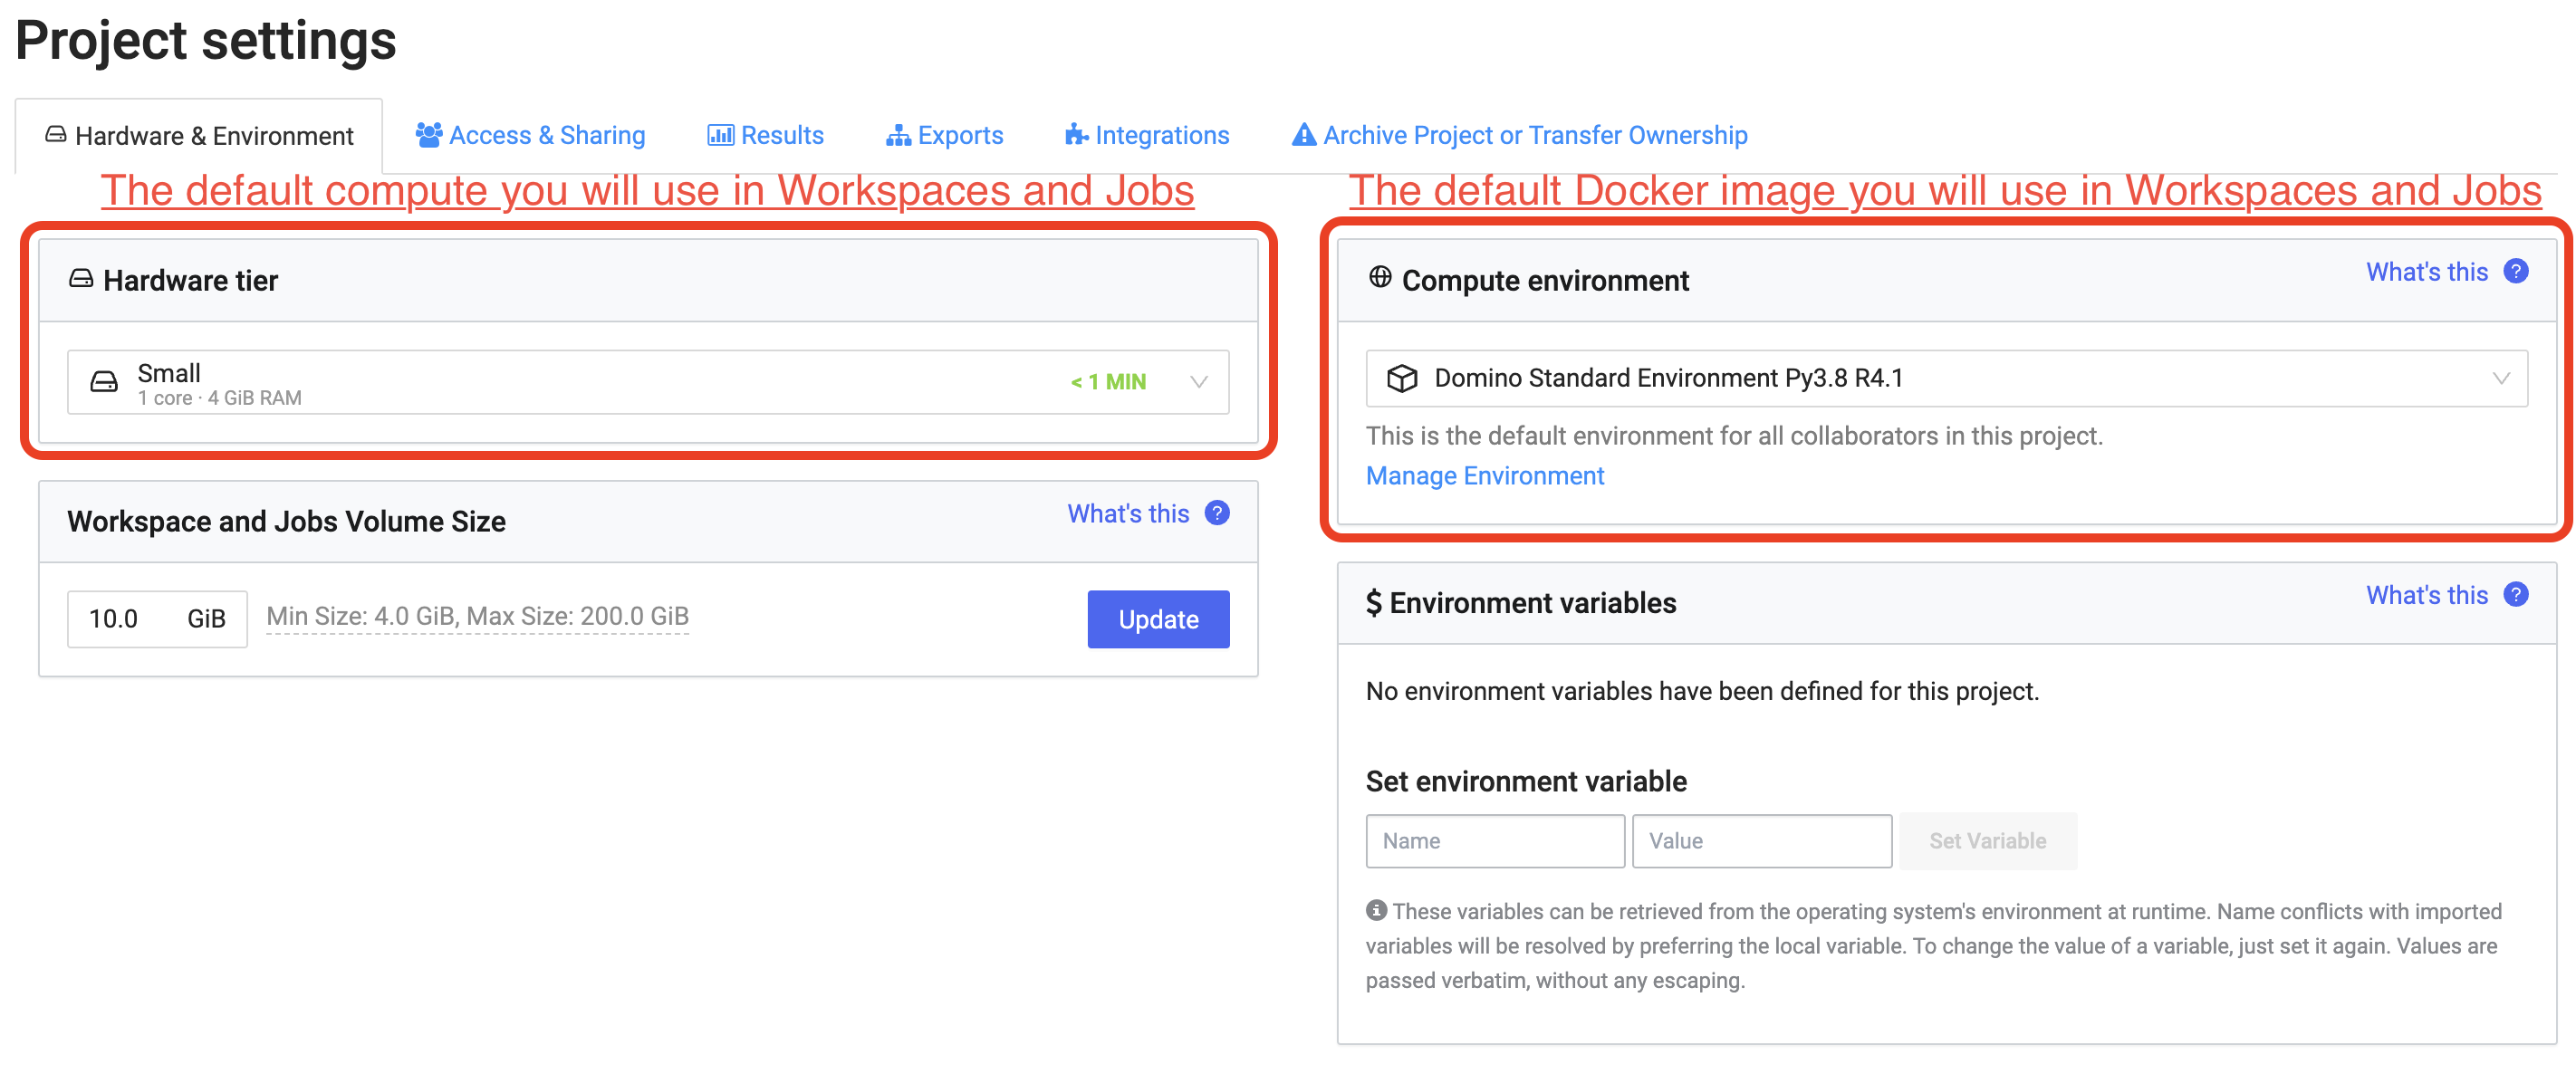 Project settings
Hardware & Environment
Access & Sharing
Results
Exports
Integrations
Archive Project or Transfer Ownership
The default compute you will use in Workspaces and Jobs
Hardware tier
Small
1 core · 4 GiB RAM
< 1 MIN
Workspace and Jobs Volume Size
What's this ?
10.0 GiB
Min Size: 4.0 GiB, Max Size: 200.0 GiB
Update
The default Docker image you will use in Workspaces and Jobs
Compute environment
What's this ?
Domino Standard Environment Py3.8 R4.1
This is the default environment for all collaborators in this project.
Manage Environment
$ Environment variables
What's this ?
No environment variables have been defined for this project.
Set environment variable
Name
Value
Set Variable
These variables can be retrieved from the operating system's environment at runtime. Name conflicts with imported
variables will be resolved by preferring the local variable. To change the value of a variable, just set it again. Values are
passed verbatim, without any escaping.